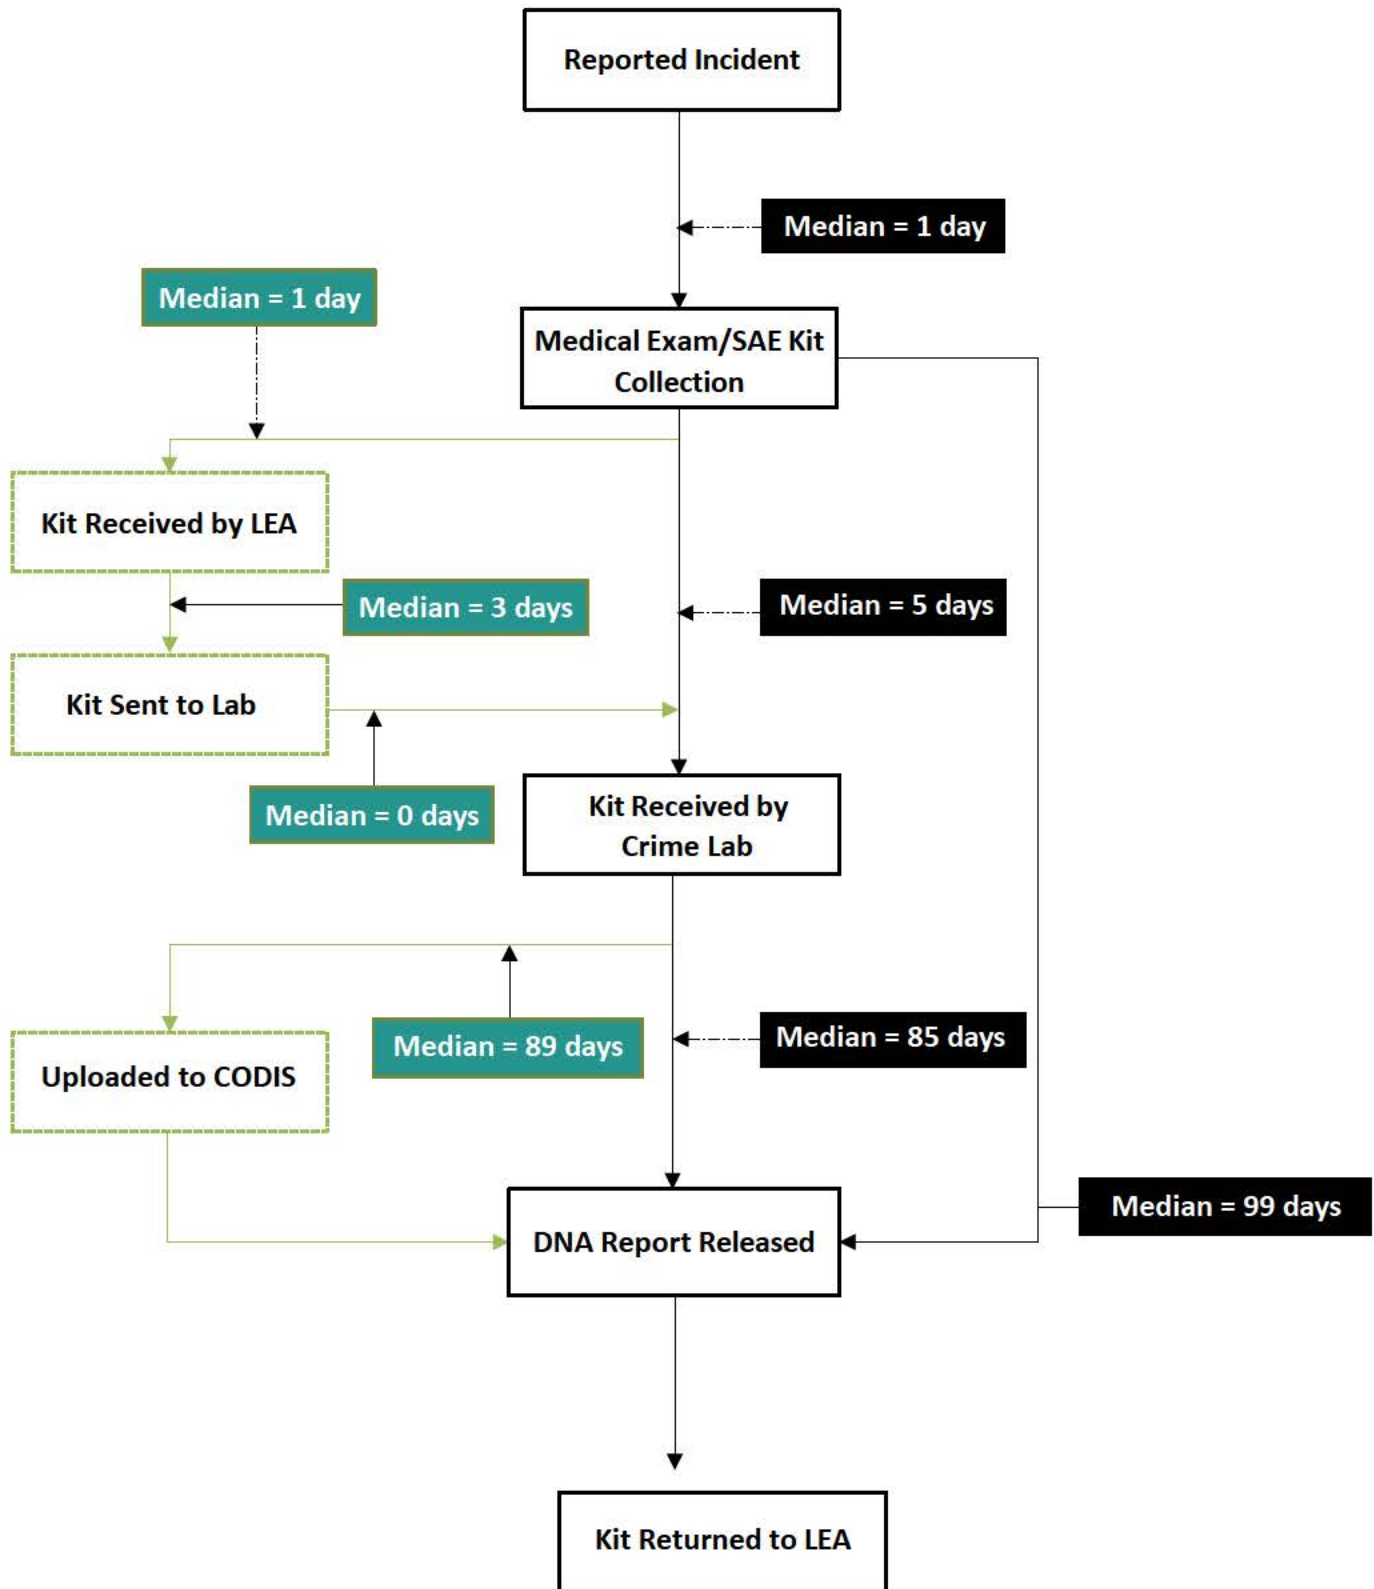 Reported Incident
Median = 1 day
Median = 1 day
Medical Exam/SAE Kit
Collection
Kit Received by LEA
Median = 3 days
Median = 5 days
Kit Sent to Lab
Median = 0 days
Kit Received by
Crime Lab
Median = 89 days
Median = 85 days
Uploaded to CODIS
Median = 99 days
DNA Report Released
Kit Returned to LEA